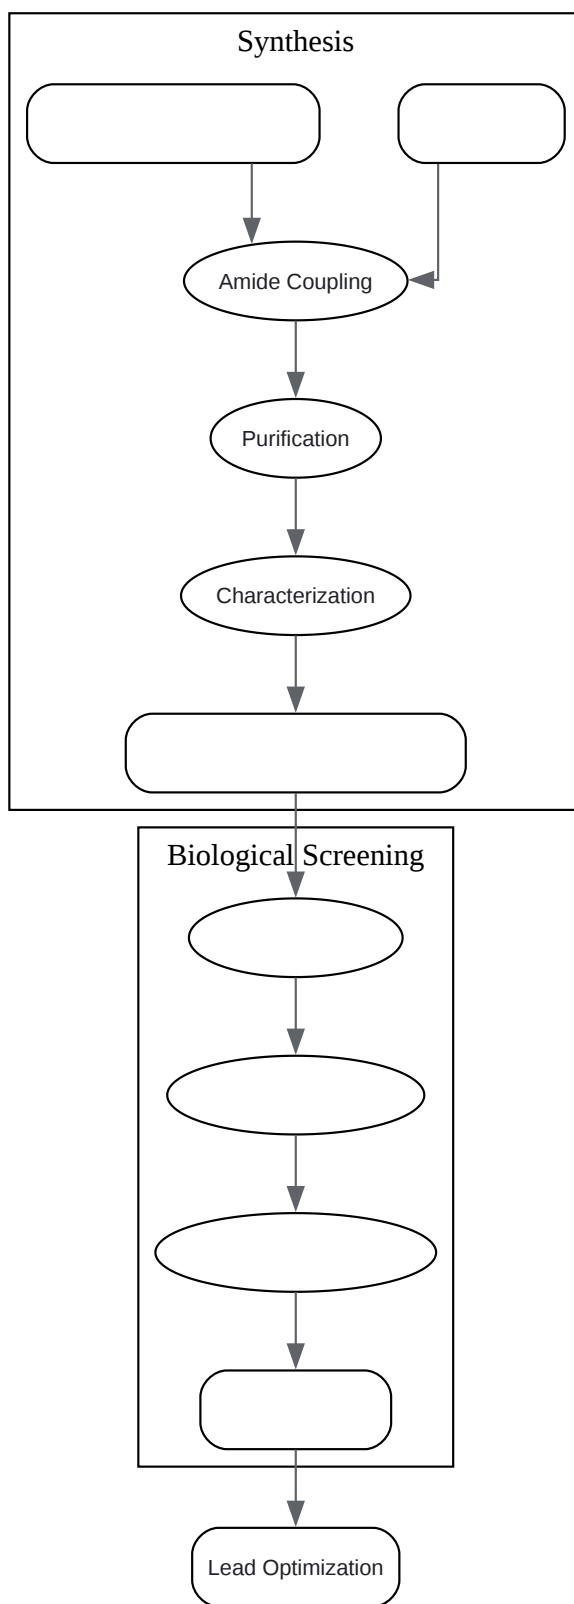 Synthesis
Amide Coupling
Purification
Characterization
Biological Screening
Lead Optimization